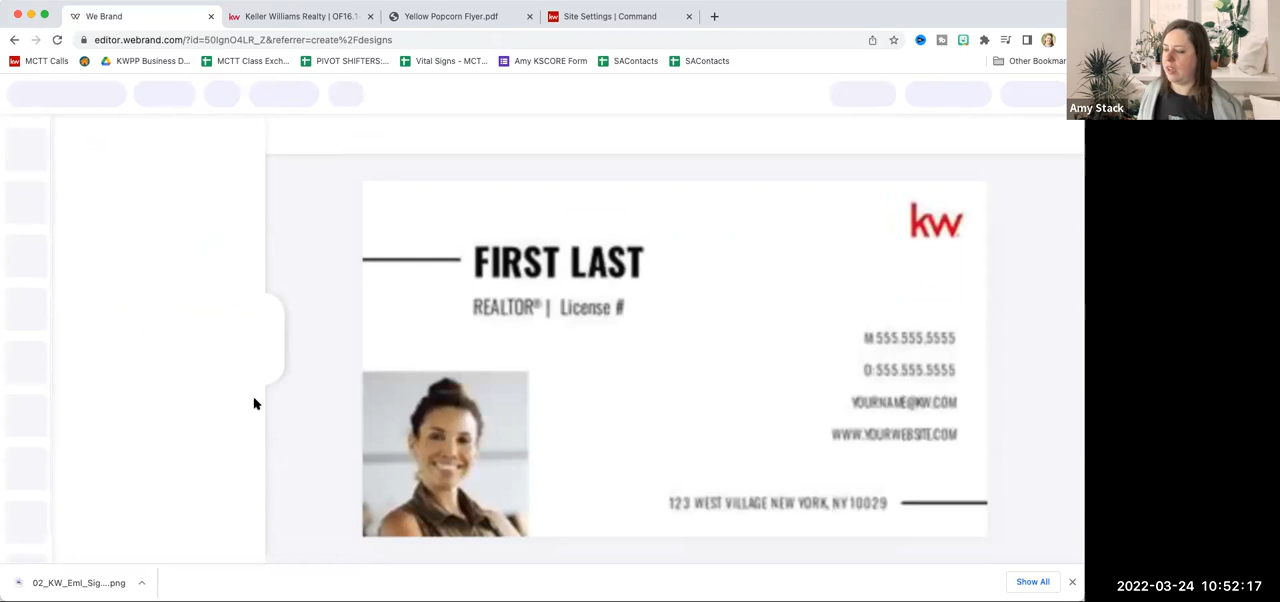 We Brand
Keller Williams Realty | OF16.1
Yellow Popcorn Flyer.pdf
Site Settings | Command
editor.webrand.com/?id=50IgnO4LR_Z&referrer=create%2Fdesigns
MCTT Calls
KWPP Business D...
MCTT Class Exch...
PIVOT SHIFTERS:...
Vital Signs - MCT...
Amy KSCORE Form
SAContacts
SAContacts
Other Bookmar
Amy Stack
kw
FIRST LAST
REALTOR® | License #
M:555.555.5555
O:555.555.5555
YOURNAME@KW.COM
WWW.YOURWEBSITE.COM
123 WEST VILLAGE NEW YORK, NY 10029
02_KW_Eml_Sig....png
Show All
2022-03-24 10:52:17